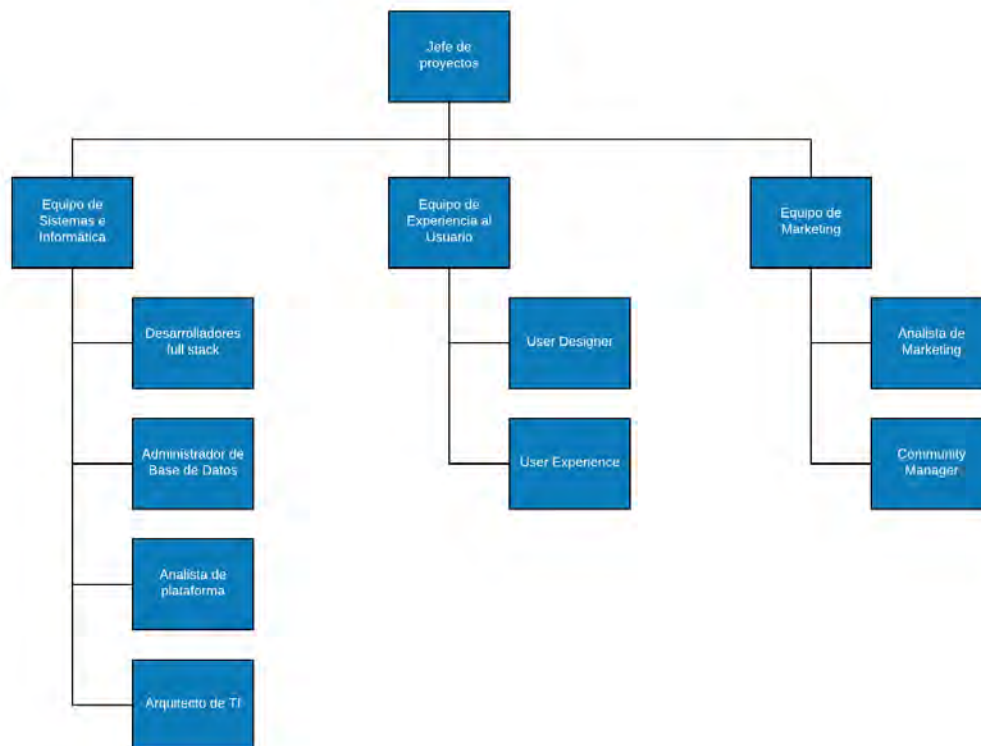 Jefe de
proyectos
Equipo de
Sistemas e
Informática
Equipo de
Experiencia al
Usuario
Equipo de
Marketing
Desarrolladores
full stack
User Designer
Analista de
Marketing
Administrador de
Base de Datos
User Experience
Community
Manager
Analista de
plataforma
Arquitecto de TI